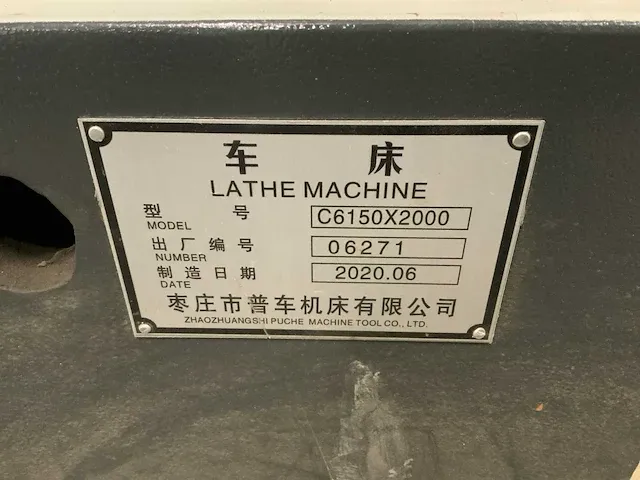 车 床
LATHE MACHINE
型 号 C6150X2000
MODEL
出厂编号 06271
NUMBER
制造日期 2020.06
DATE
枣庄市普车机床有限公司
ZHAOZHUANGSHI PUCHE MACHINE TOOL CO., LTD.